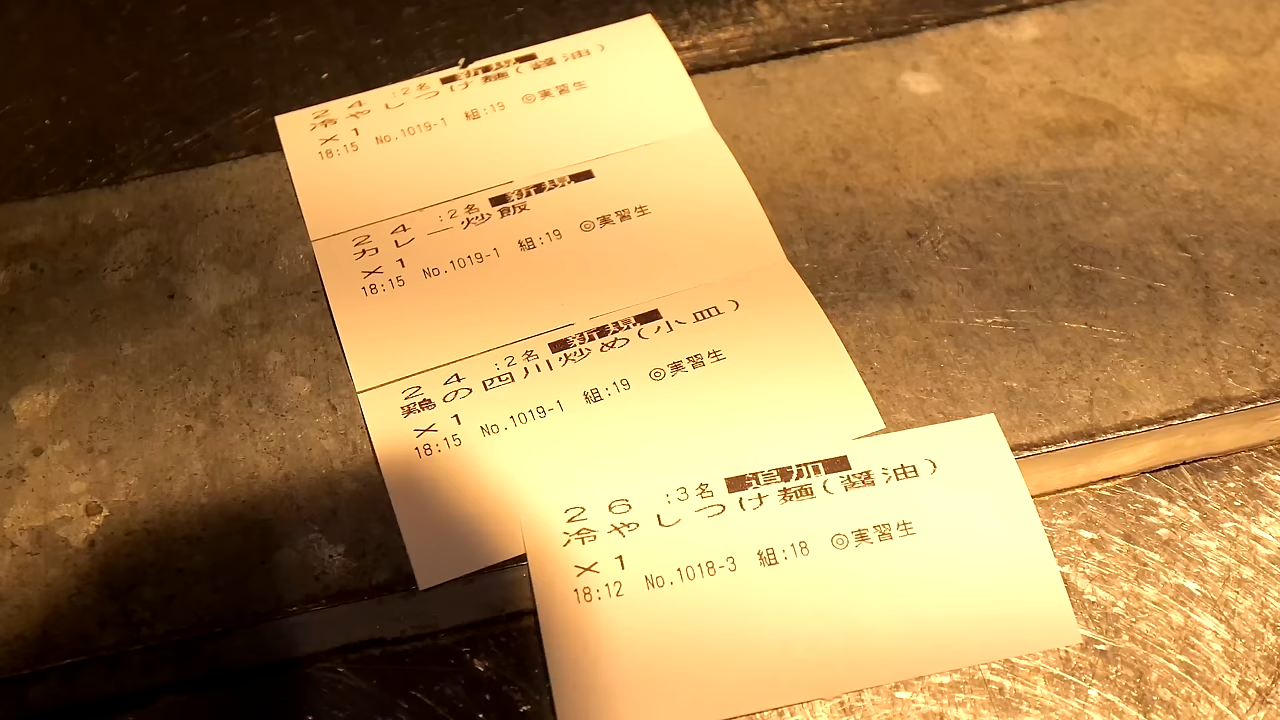 ２４ :2名 新規
冷やしつけ麺(醤油)
×１
18:15 No.1019-1 組:19 ◎実習生
２４ :2名 新規
カレー炒飯
×１
18:15 No.1019-1 組:19 ◎実習生
２４ :2名 新規
鶏の四川炒め(小皿)
×１
18:15 No.1019-1 組:19 ◎実習生
２６ :3名 追加
冷やしつけ麺(醤油)
×１
18:12 No.1018-3 組:18 ◎実習生